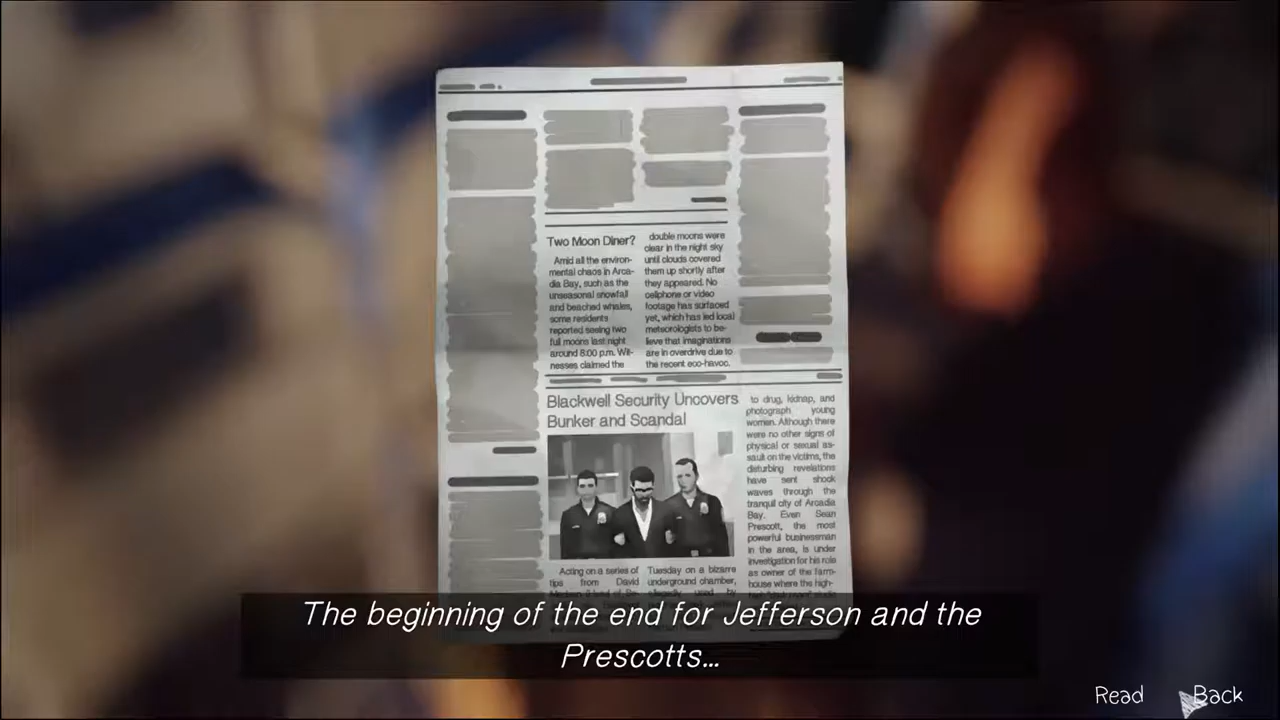 Two Moon Diner?
Amid all the environ-
mental chaos in Arca-
dia Bay, such as the
unseasonal snowfall
and beached whales,
some residents
reported seeing two
full moons last night
around 8:00 p.m. Wit-
nesses claimed the
double moons were
clear in the night sky
until clouds covered
them up shortly after
they appeared. No
cellphone or video
footage has surfaced
yet, which has led local
meteorologists to be-
lieve that imaginations
are in overdrive due to
the recent eco-havoc.
Blackwell Security Uncovers
Bunker and Scandal
Acting on a series of
tips from David
Tuesday on a bizarre
underground chamber,
to drug, kidnap, and
photograph young
women. Although there
were no other signs of
physical or sexual as-
sault on the victims, the
disturbing revelations
have sent shock
waves through the
tranquil city of Arcadia
Bay. Even Sean
Prescott, the most
powerful businessman
in the area, is under
investigation for his role
as owner of the farm-
house where the high-
The beginning of the end for Jefferson and the
Prescotts...
Read
Back